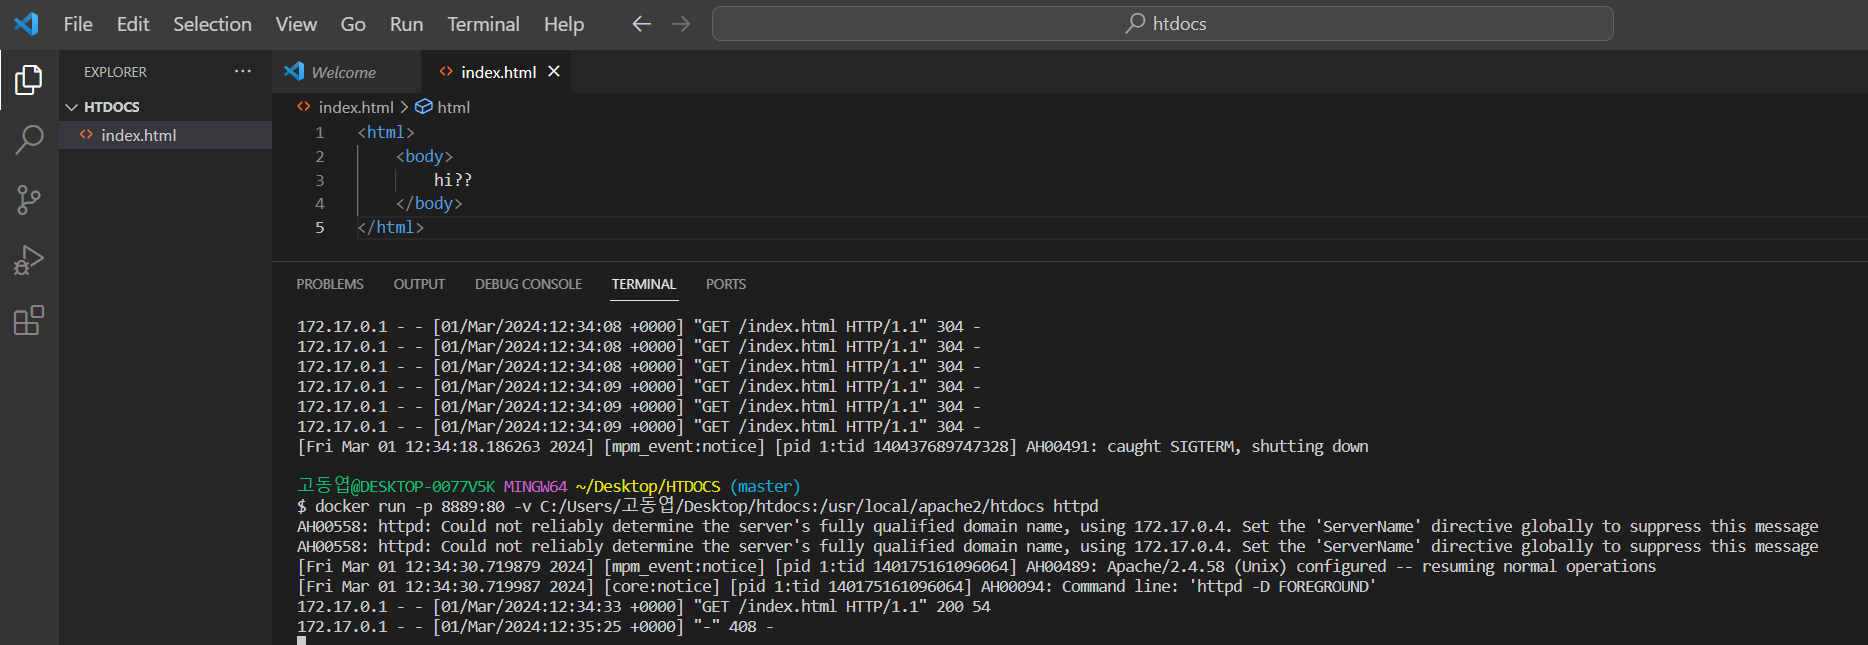 File Edit Selection View Go Run Terminal Help htdocs
EXPLORER
HTDOCS
index.html
Welcome index.html
index.html > html
1 <html>
2 <body>
3 hi??
4 </body>
5 </html>
PROBLEMS OUTPUT DEBUG CONSOLE TERMINAL PORTS
172.17.0.1 - - [01/Mar/2024:12:34:08 +0000] "GET /index.html HTTP/1.1" 304 -
172.17.0.1 - - [01/Mar/2024:12:34:08 +0000] "GET /index.html HTTP/1.1" 304 -
172.17.0.1 - - [01/Mar/2024:12:34:08 +0000] "GET /index.html HTTP/1.1" 304 -
172.17.0.1 - - [01/Mar/2024:12:34:09 +0000] "GET /index.html HTTP/1.1" 304 -
172.17.0.1 - - [01/Mar/2024:12:34:09 +0000] "GET /index.html HTTP/1.1" 304 -
172.17.0.1 - - [01/Mar/2024:12:34:09 +0000] "GET /index.html HTTP/1.1" 304 -
[Fri Mar 01 12:34:18.186263 2024] [mpm_event:notice] [pid 1:tid 140437689747328] AH00491: caught SIGTERM, shutting down
고동엽@DESKTOP-0077V5K MINGW64 ~/Desktop/HTDOCS (master)
$ docker run -p 8889:80 -v C:/Users/고동엽/Desktop/htdocs:/usr/local/apache2/htdocs httpd
AH00558: httpd: Could not reliably determine the server's fully qualified domain name, using 172.17.0.4. Set the 'ServerName' directive globally to suppress this message
AH00558: httpd: Could not reliably determine the server's fully qualified domain name, using 172.17.0.4. Set the 'ServerName' directive globally to suppress this message
[Fri Mar 01 12:34:30.719879 2024] [mpm_event:notice] [pid 1:tid 140175161096064] AH00489: Apache/2.4.58 (Unix) configured -- resuming normal operations
[Fri Mar 01 12:34:30.719987 2024] [core:notice] [pid 1:tid 140175161096064] AH00094: Command line: 'httpd -D FOREGROUND'
172.17.0.1 - - [01/Mar/2024:12:34:33 +0000] "GET /index.html HTTP/1.1" 200 54
172.17.0.1 - - [01/Mar/2024:12:35:25 +0000] "-" 408 -